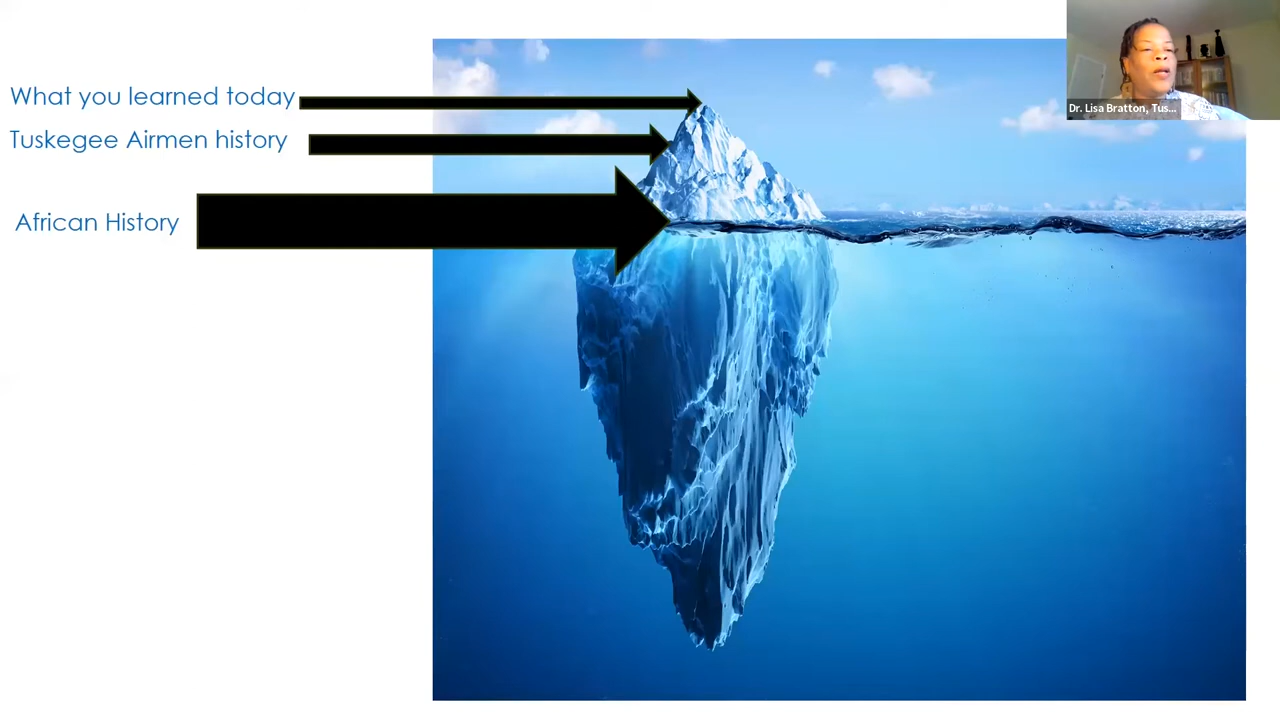 What you learned today
Tuskegee Airmen history
African History
Dr. Lisa Bratton, Tus...